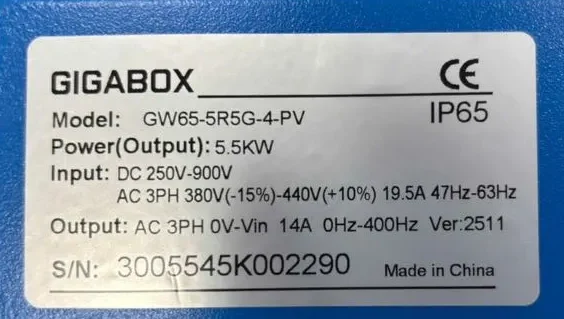 GIGABOX
CE
Model: GW65-5R5G-4-PV
IP65
Power(Output): 5.5KW
Input: DC 250V-900V
AC 3PH 380V(-15%)-440V(+10%) 19.5A 47Hz-63Hz
Output: AC 3PH 0V-Vin 14A 0Hz-400Hz Ver:2511
S/N: 3005545K002290
Made in China